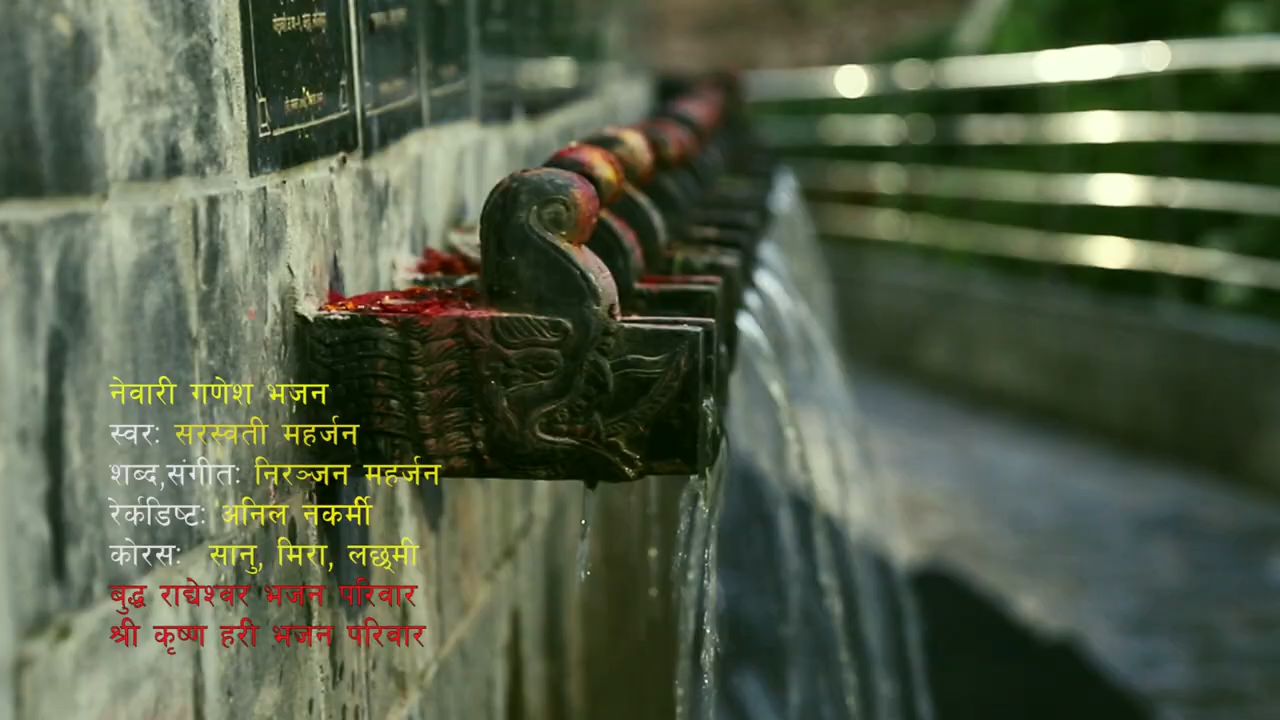 नेवारी गणेश भजन
स्वरः सरस्वती महर्जन
शब्द,संगीतः निरञ्जन महर्जन
रेर्कडिष्टः अनिल नकर्मी
कोरसः सानु, मिरा, लछमी
बुद्ध राद्येश्वर भजन परिवार
श्री कृष्ण हरी भजन परिवार